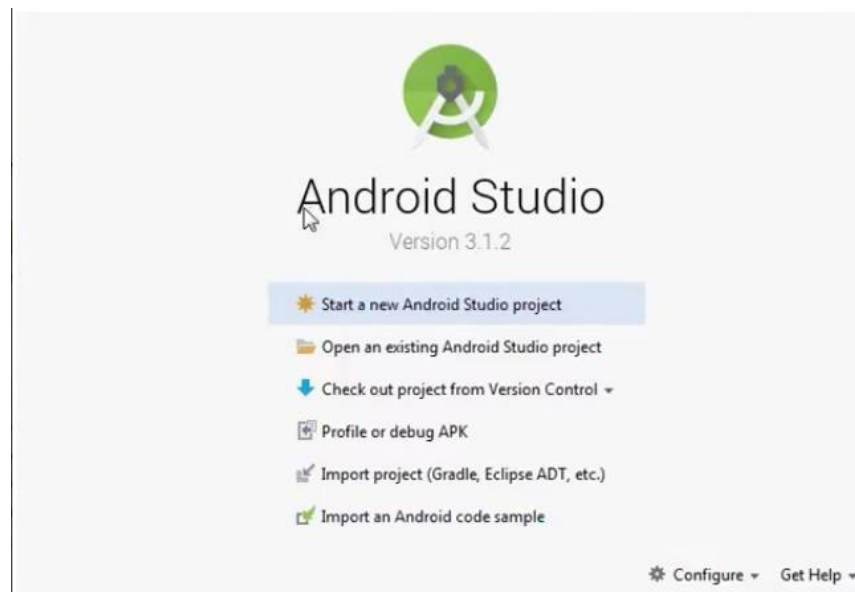 Android Studio
Version 3.1.2
Start a new Android Studio project
Open an existing Android Studio project
Check out project from Version Control
Profile or debug APK
Import project (Gradle, Eclipse ADT, etc.)
Import an Android code sample
Configure Get Help